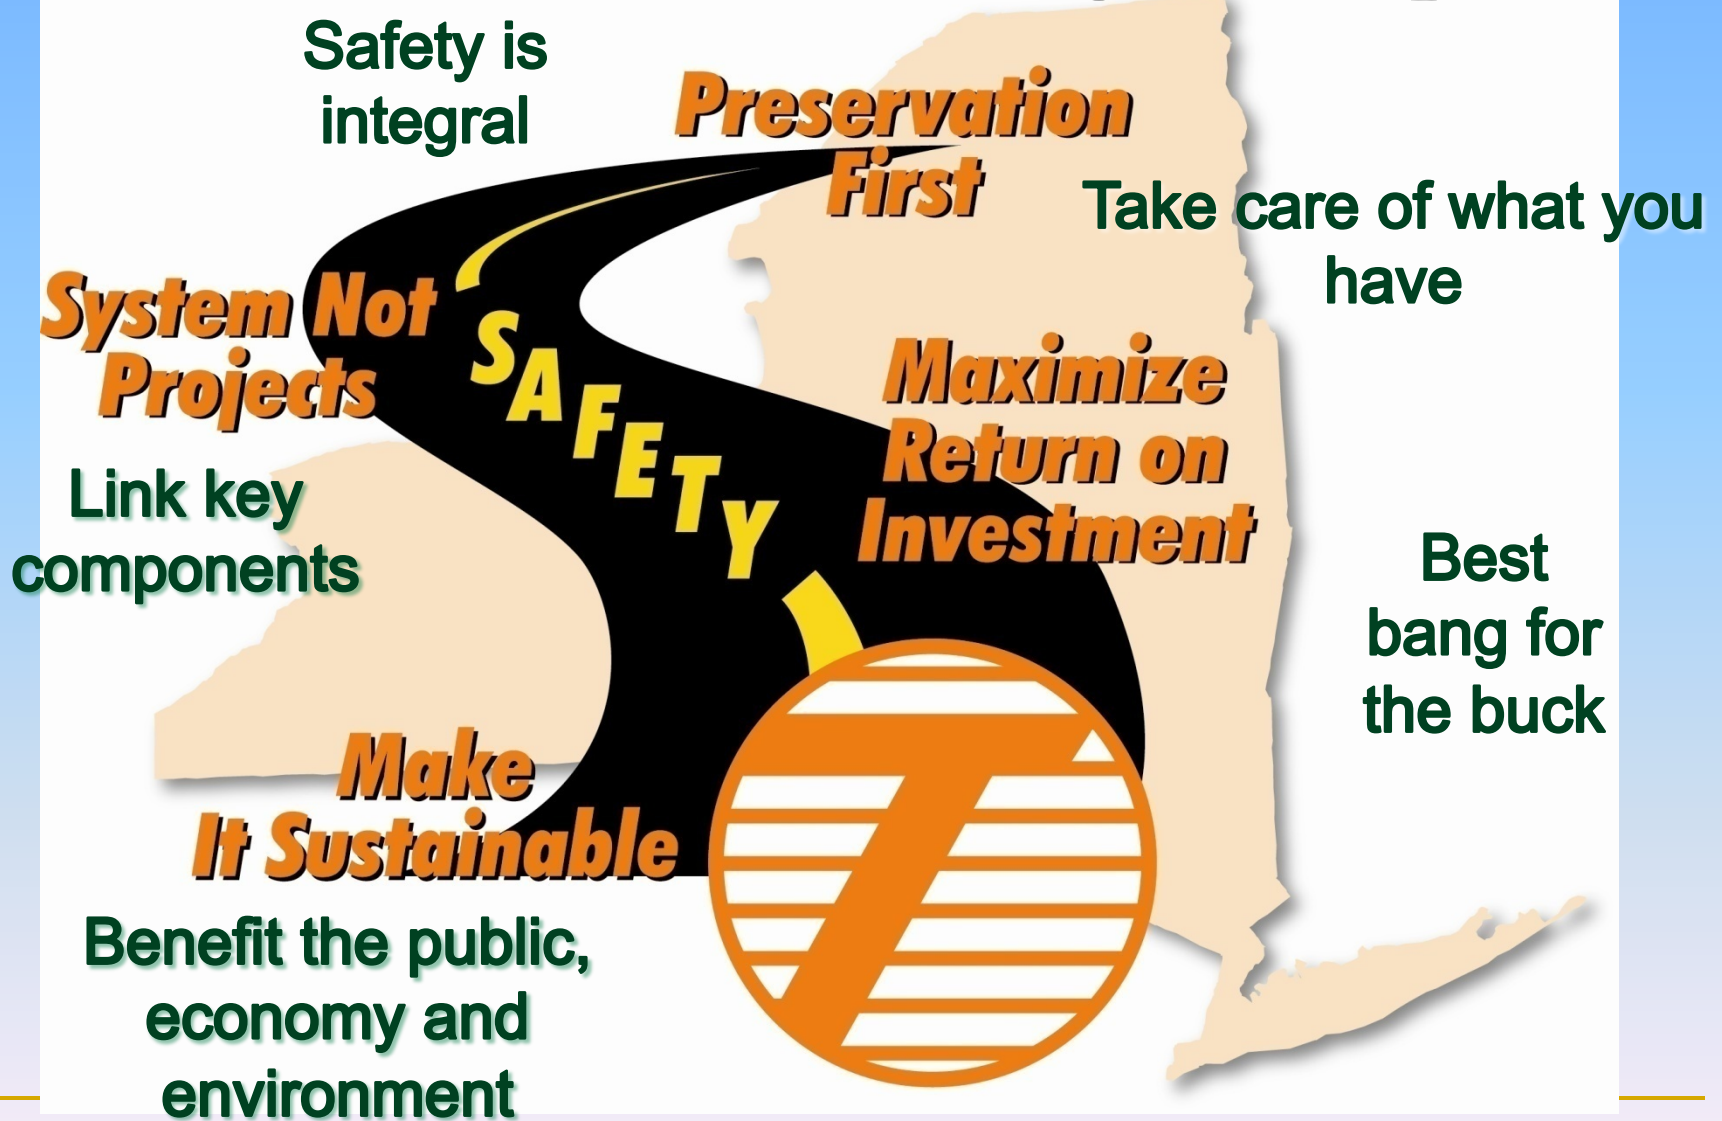 Safety is
integral
Preservation
First
Take care of what you
have
System Not
Projects
SAFETY
Maximize
Return on
Investment
Link key
components
Best
bang for
the buck
Make
It Sustainable
T
Benefit the public,
economy and
environment